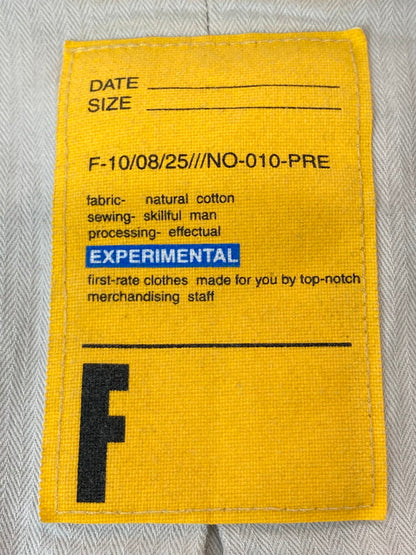 DATE
SIZE
F-10/08/25///NO-010-PRE
fabric- natural cotton
sewing- skillful man
processing- effectual
EXPERIMENTAL
first-rate clothes made for you by top-notch
merchandising staff
F